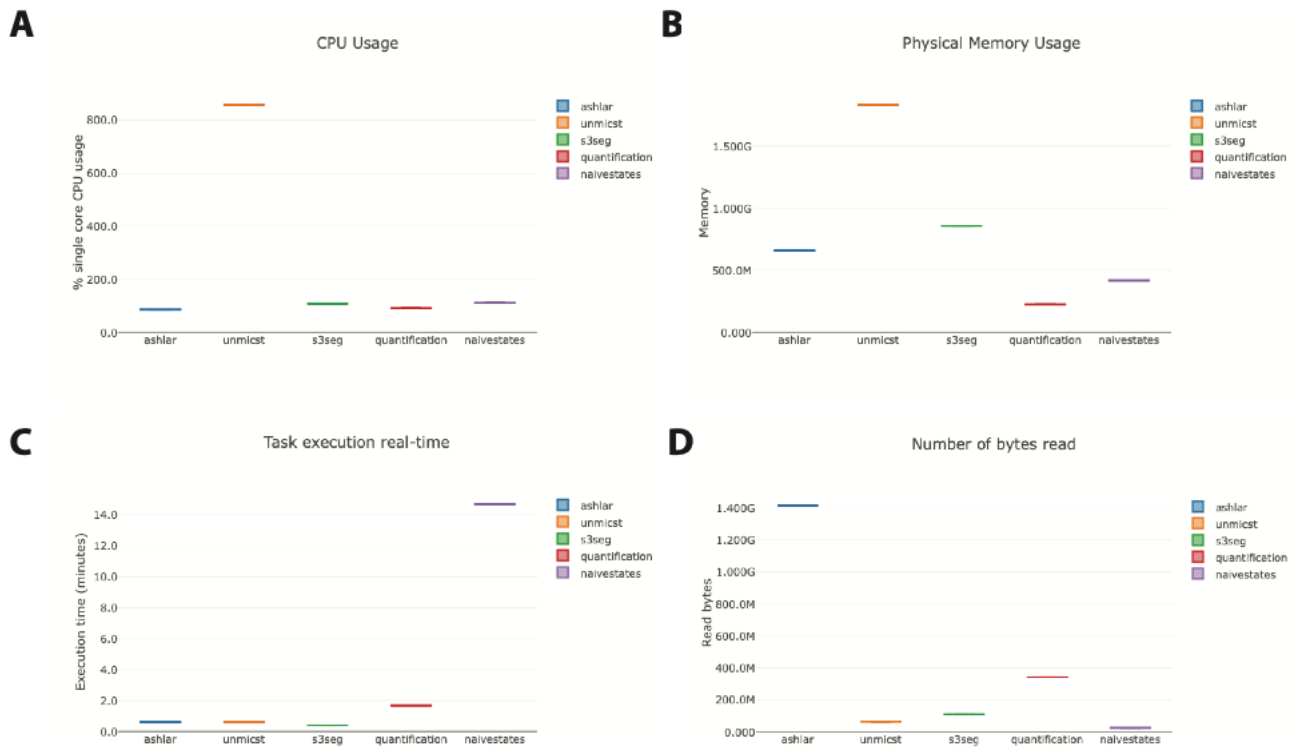 A
CPU Usage
% single core CPU usage
800.0
600.0
400.0
200.0
0.0
ashlar
unmicst
s3seg
quantification
naivestates
ashlar
unmicst
s3seg
quantification
naivestates
B
Physical Memory Usage
Memory
1.500G
1.000G
500.0M
0.000
ashlar
unmicst
s3seg
quantification
naivestates
ashlar
unmicst
s3seg
quantification
naivestates
C
Task execution real-time
Execution time (minutes)
14.0
12.0
10.0
8.0
6.0
4.0
2.0
0.0
ashlar
unmicst
s3seg
quantification
naivestates
ashlar
unmicst
s3seg
quantification
naivestates
D
Number of bytes read
Read bytes
1.400G
1.200G
1.000G
800.0M
600.0M
400.0M
200.0M
0.000
ashlar
unmicst
s3seg
quantification
naivestates
ashlar
unmicst
s3seg
quantification
naivestates